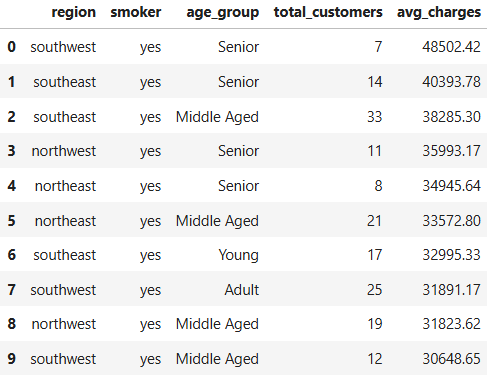 region smoker age_group total_customers avg_charges
0 southwest yes Senior 7 48502.42
1 southeast yes Senior 14 40393.78
2 southeast yes Middle Aged 33 38285.30
3 northwest yes Senior 11 35993.17
4 northeast yes Senior 8 34945.64
5 northeast yes Middle Aged 21 33572.80
6 southeast yes Young 17 32995.33
7 southwest yes Adult 25 31891.17
8 northwest yes Middle Aged 19 31823.62
9 southwest yes Middle Aged 12 30648.65